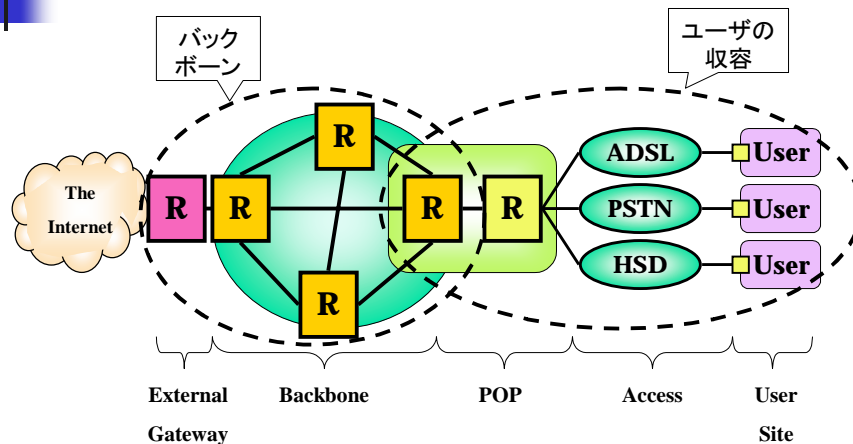 バック
ボーン
ユーザの
収容
The
Internet
R
R
R
R
R
R
ADSL
PSTN
HSD
User
User
User
External
Gateway
Backbone
POP
Access
User
Site